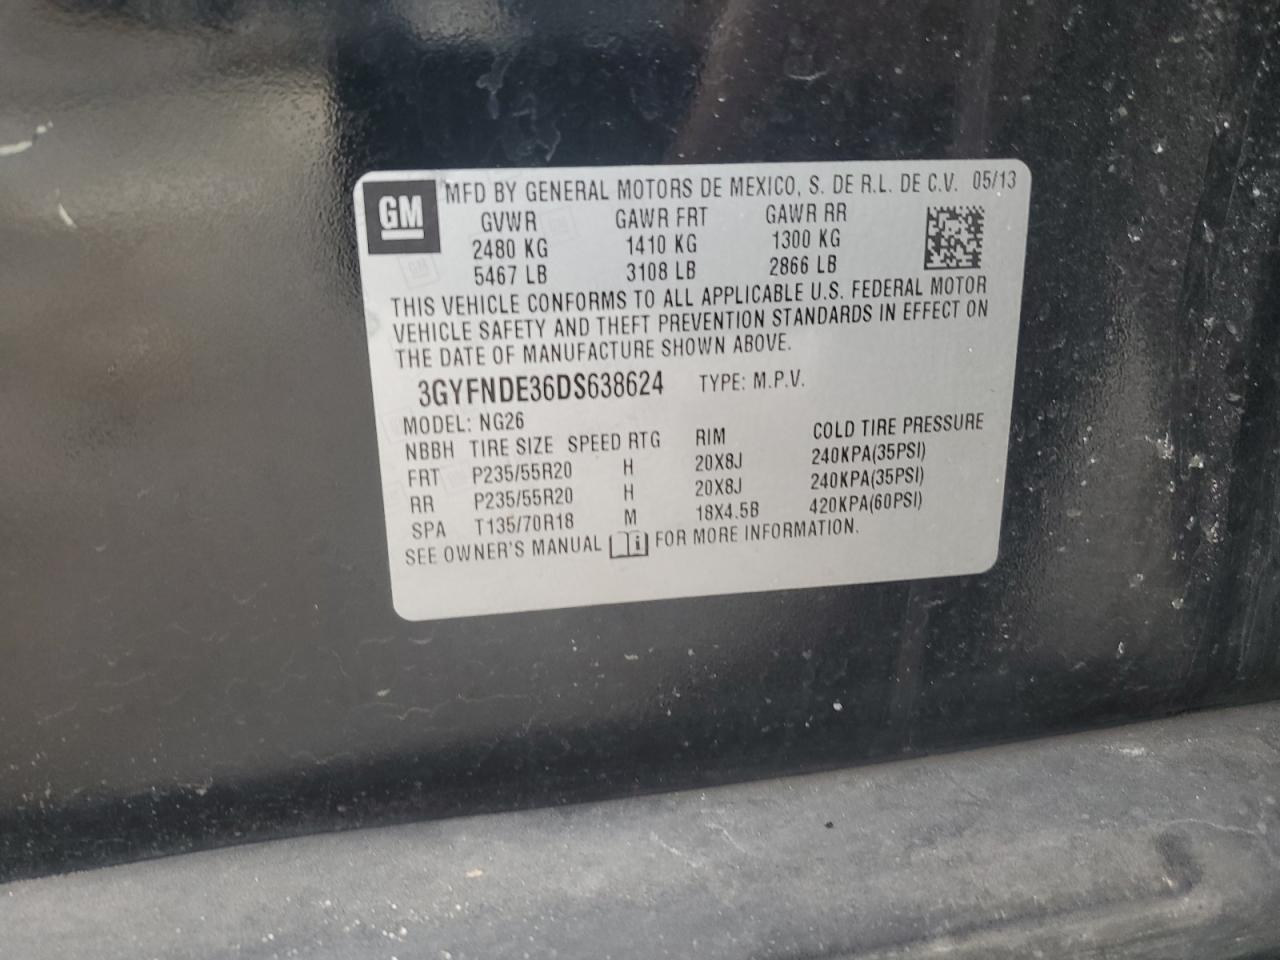 GM
MFD BY GENERAL MOTORS DE MEXICO, S. DE R.L. DE C.V. 05/13
GVWR GAWR FRT GAWR RR
2480 KG 1410 KG 1300 KG
5467 LB 3108 LB 2866 LB
THIS VEHICLE CONFORMS TO ALL APPLICABLE U.S. FEDERAL MOTOR
VEHICLE SAFETY AND THEFT PREVENTION STANDARDS IN EFFECT ON
THE DATE OF MANUFACTURE SHOWN ABOVE.
3GYFNDE36DS638624 TYPE: M.P.V.
MODEL: NG26
NBBH TIRE SIZE SPEED RTG RIM COLD TIRE PRESSURE
FRT P235/55R20 H 20X8J 240KPA(35PSI)
RR P235/55R20 H 20X8J 240KPA(35PSI)
SPA T135/70R18 M 18X4.5B 420KPA(60PSI)
SEE OWNER'S MANUAL FOR MORE INFORMATION.